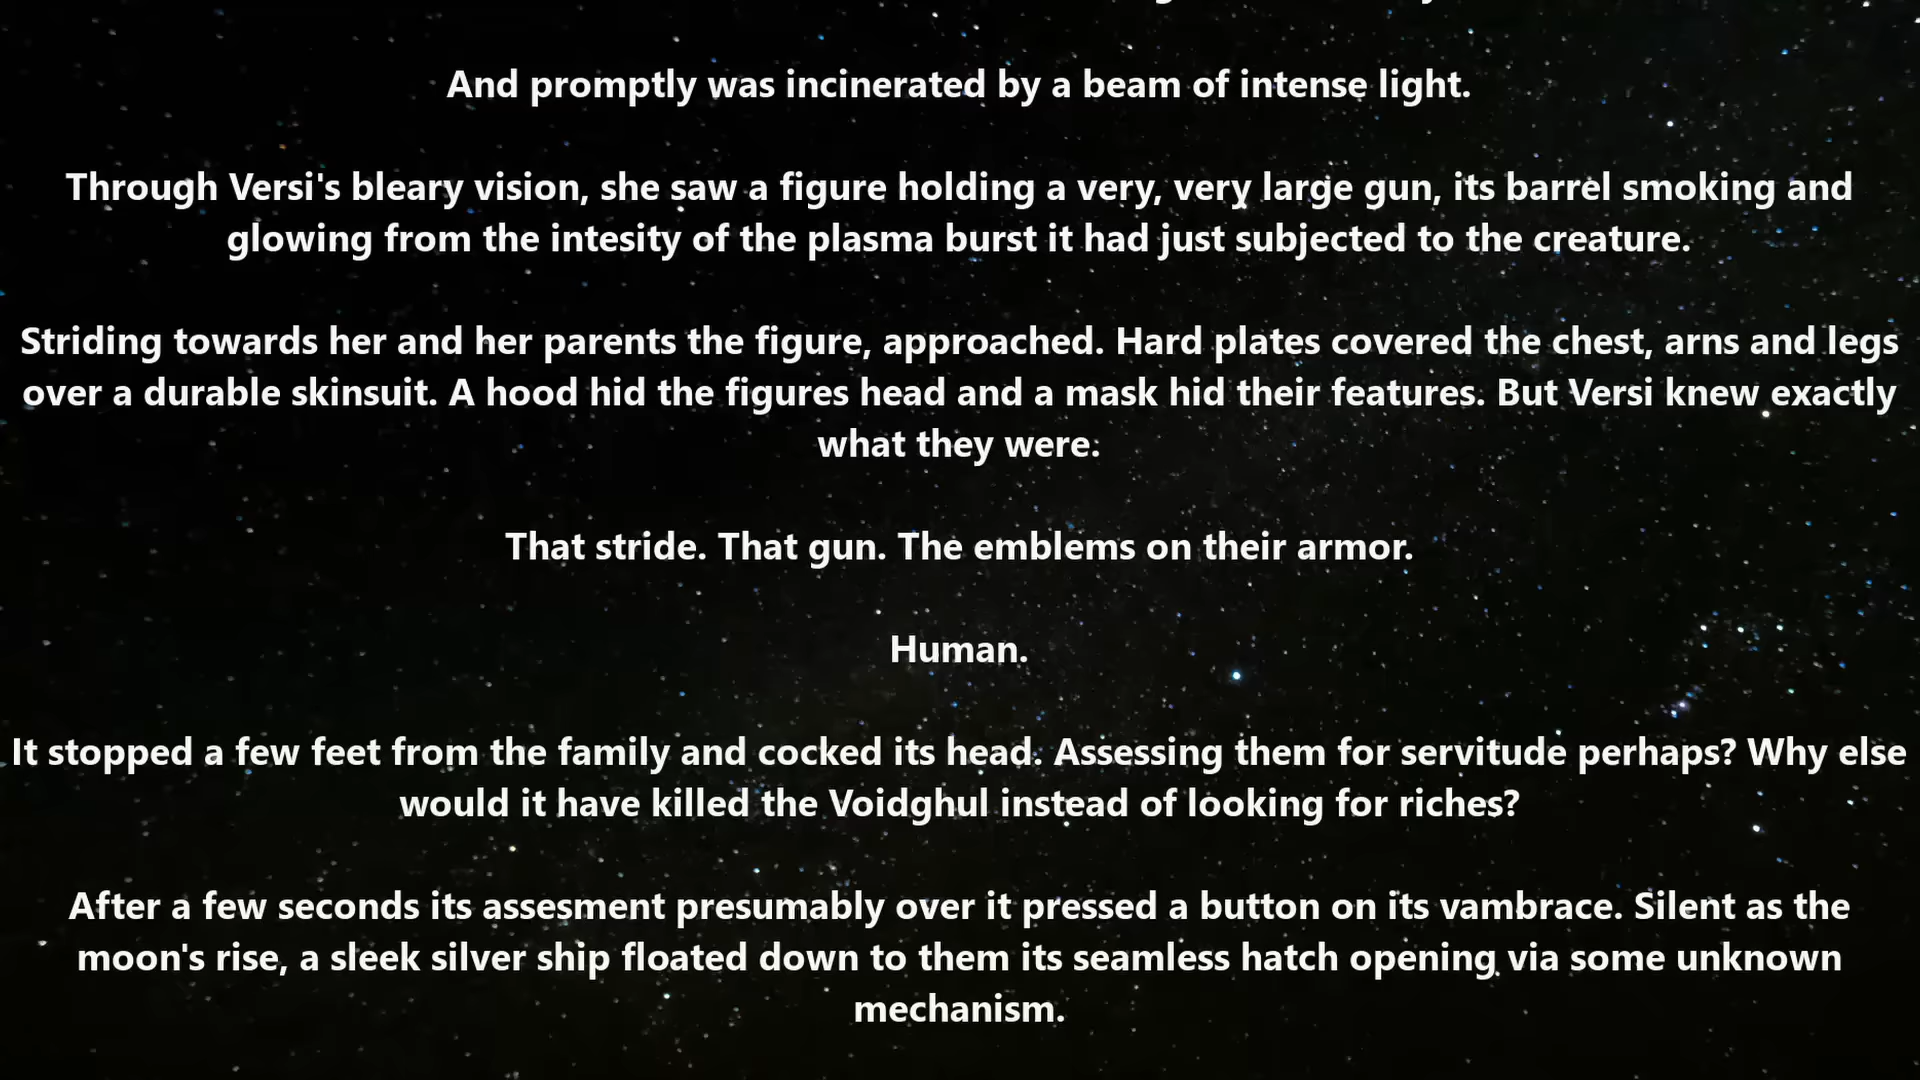 And promptly was incinerated by a beam of intense light.
Through Versi's bleary vision, she saw a figure holding a very, very large gun, its barrel smoking and
glowing from the intesity of the plasma burst it had just subjected to the creature.
Striding towards her and her parents the figure, approached. Hard plates covered the chest, arns and legs
over a durable skinsuit. A hood hid the figures head and a mask hid their features. But Versi knew exactly
what they were.
That stride. That gun. The emblems on their armor.
Human.
It stopped a few feet from the family and cocked its head. Assessing them for servitude perhaps? Why else
would it have killed the Voidghul instead of looking for riches?
After a few seconds its assesment presumably over it pressed a button on its vambrace. Silent as the
moon's rise, a sleek silver ship floated down to them its seamless hatch opening via some unknown
mechanism.